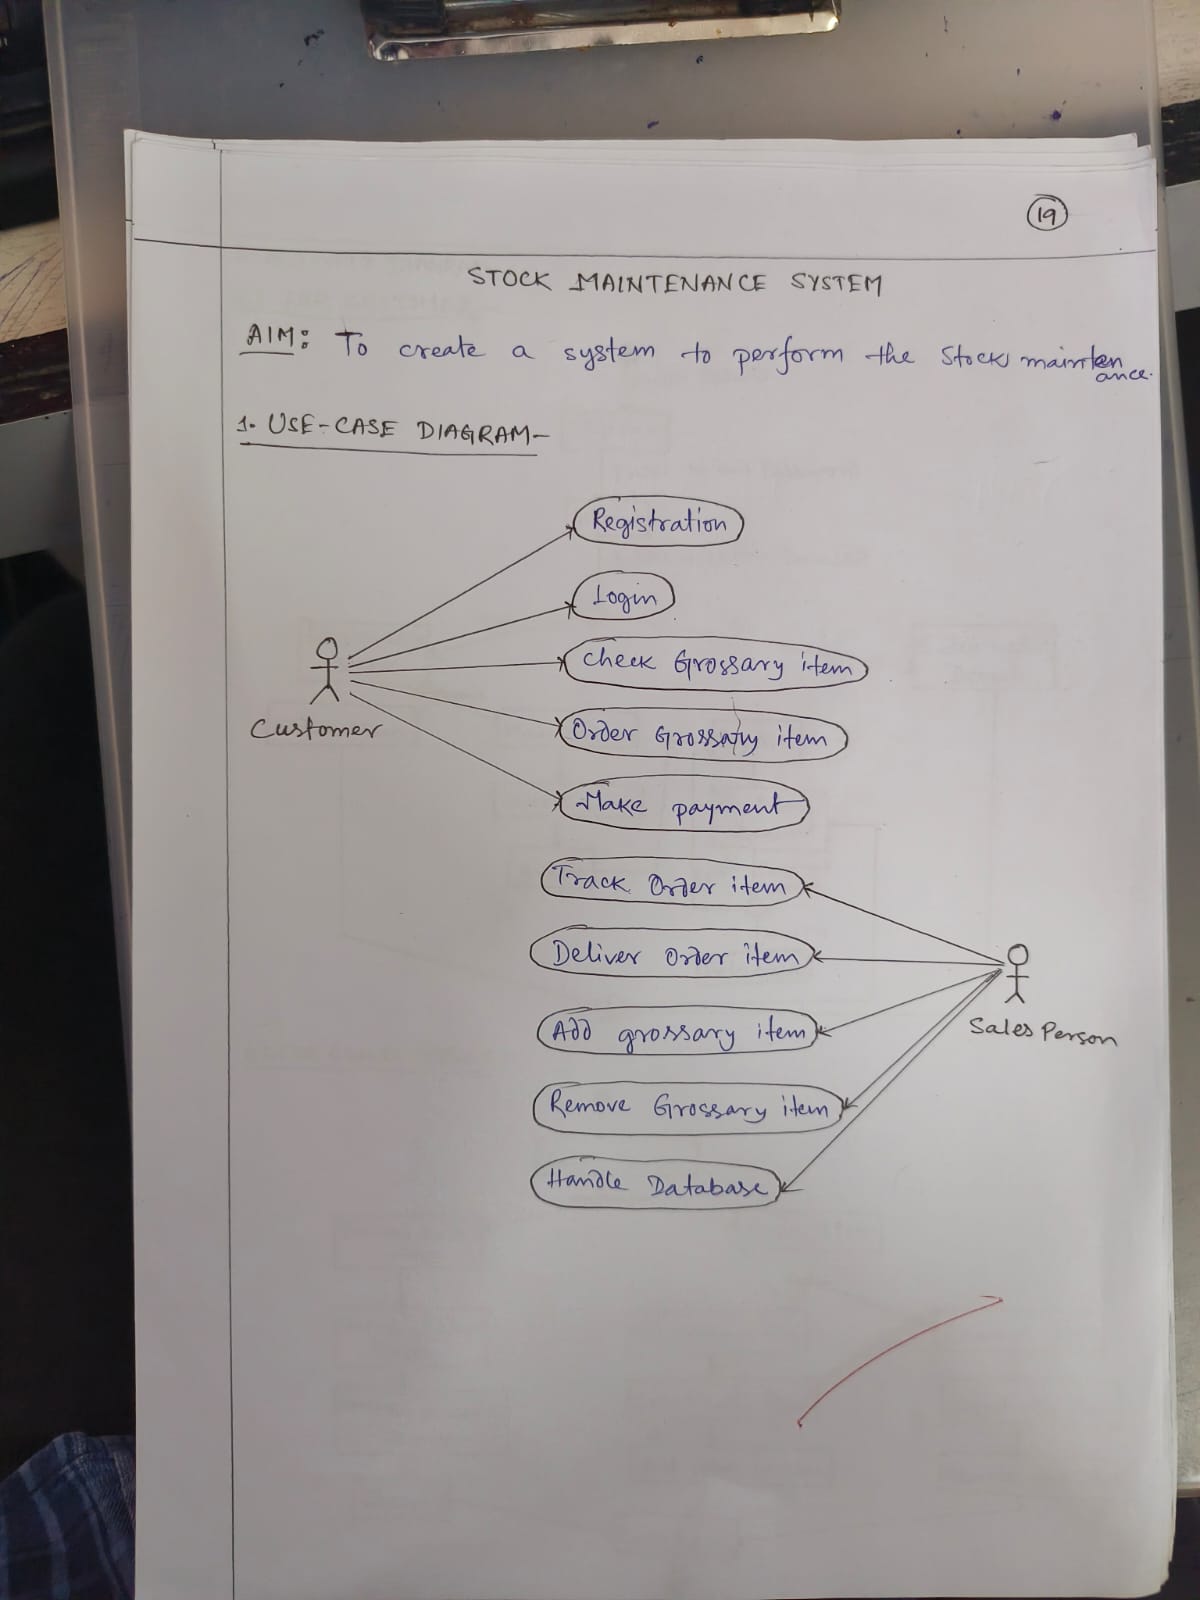 19
STOCK MAINTENANCE SYSTEM
AIM: To create a system to perform the Stock mainten
ance.
1. USE-CASE DIAGRAM-
Registration
Login
Check Grossary item
Customer
Order Grossary item
Make payment
Track Order item
Deliver Order item
Add grossary item
Sales Person
Remove Grossary item
Handle Database